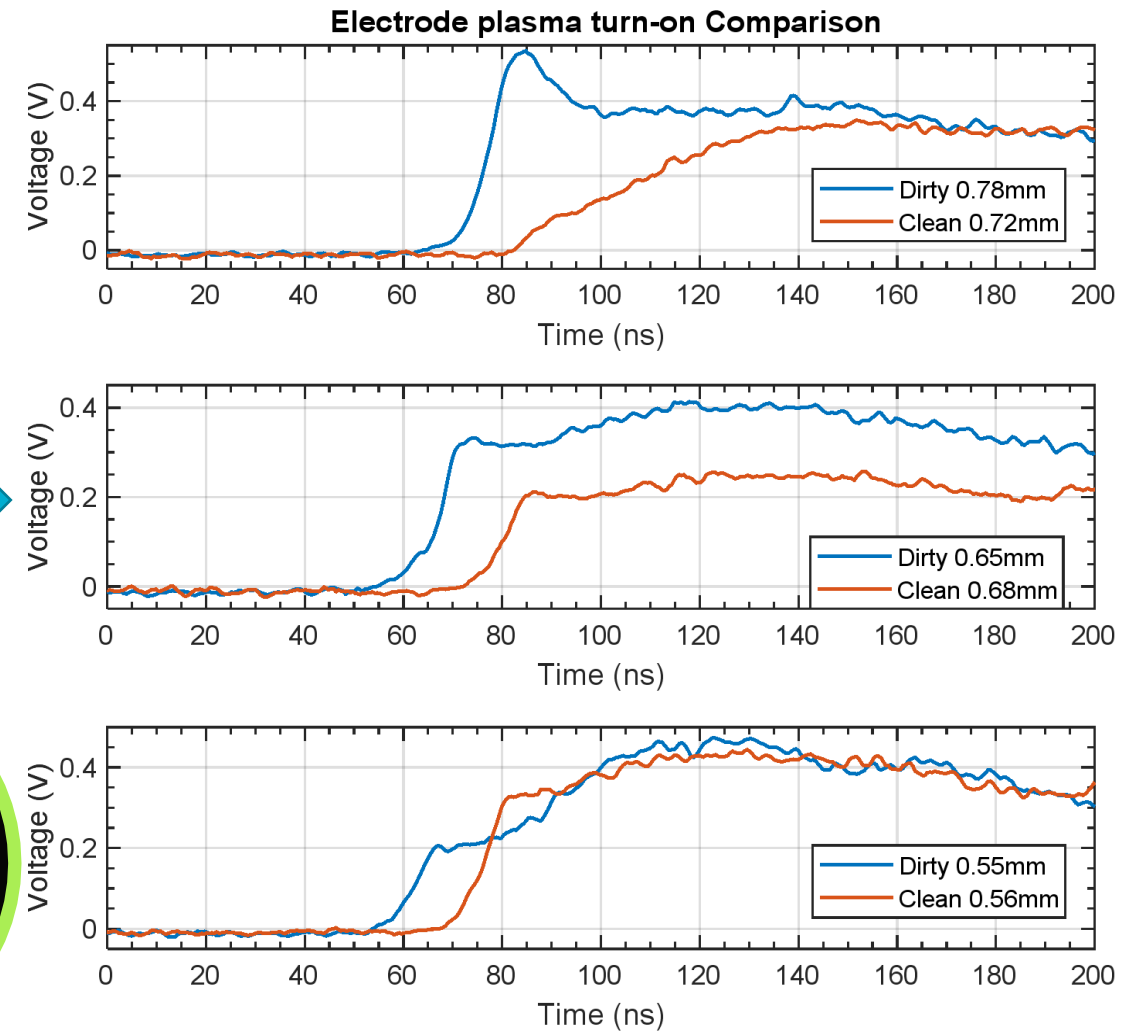 Electrode plasma turn-on Comparison
Voltage (V)
0.4
0.2
0
Dirty 0.78mm
Clean 0.72mm
0 20 40 60 80 100 120 140 160 180 200
Time (ns)
Voltage (V)
0.4
0.2
0
Dirty 0.65mm
Clean 0.68mm
0 20 40 60 80 100 120 140 160 180 200
Time (ns)
Voltage (V)
0.4
0.2
0
Dirty 0.55mm
Clean 0.56mm
0 20 40 60 80 100 120 140 160 180 200
Time (ns)